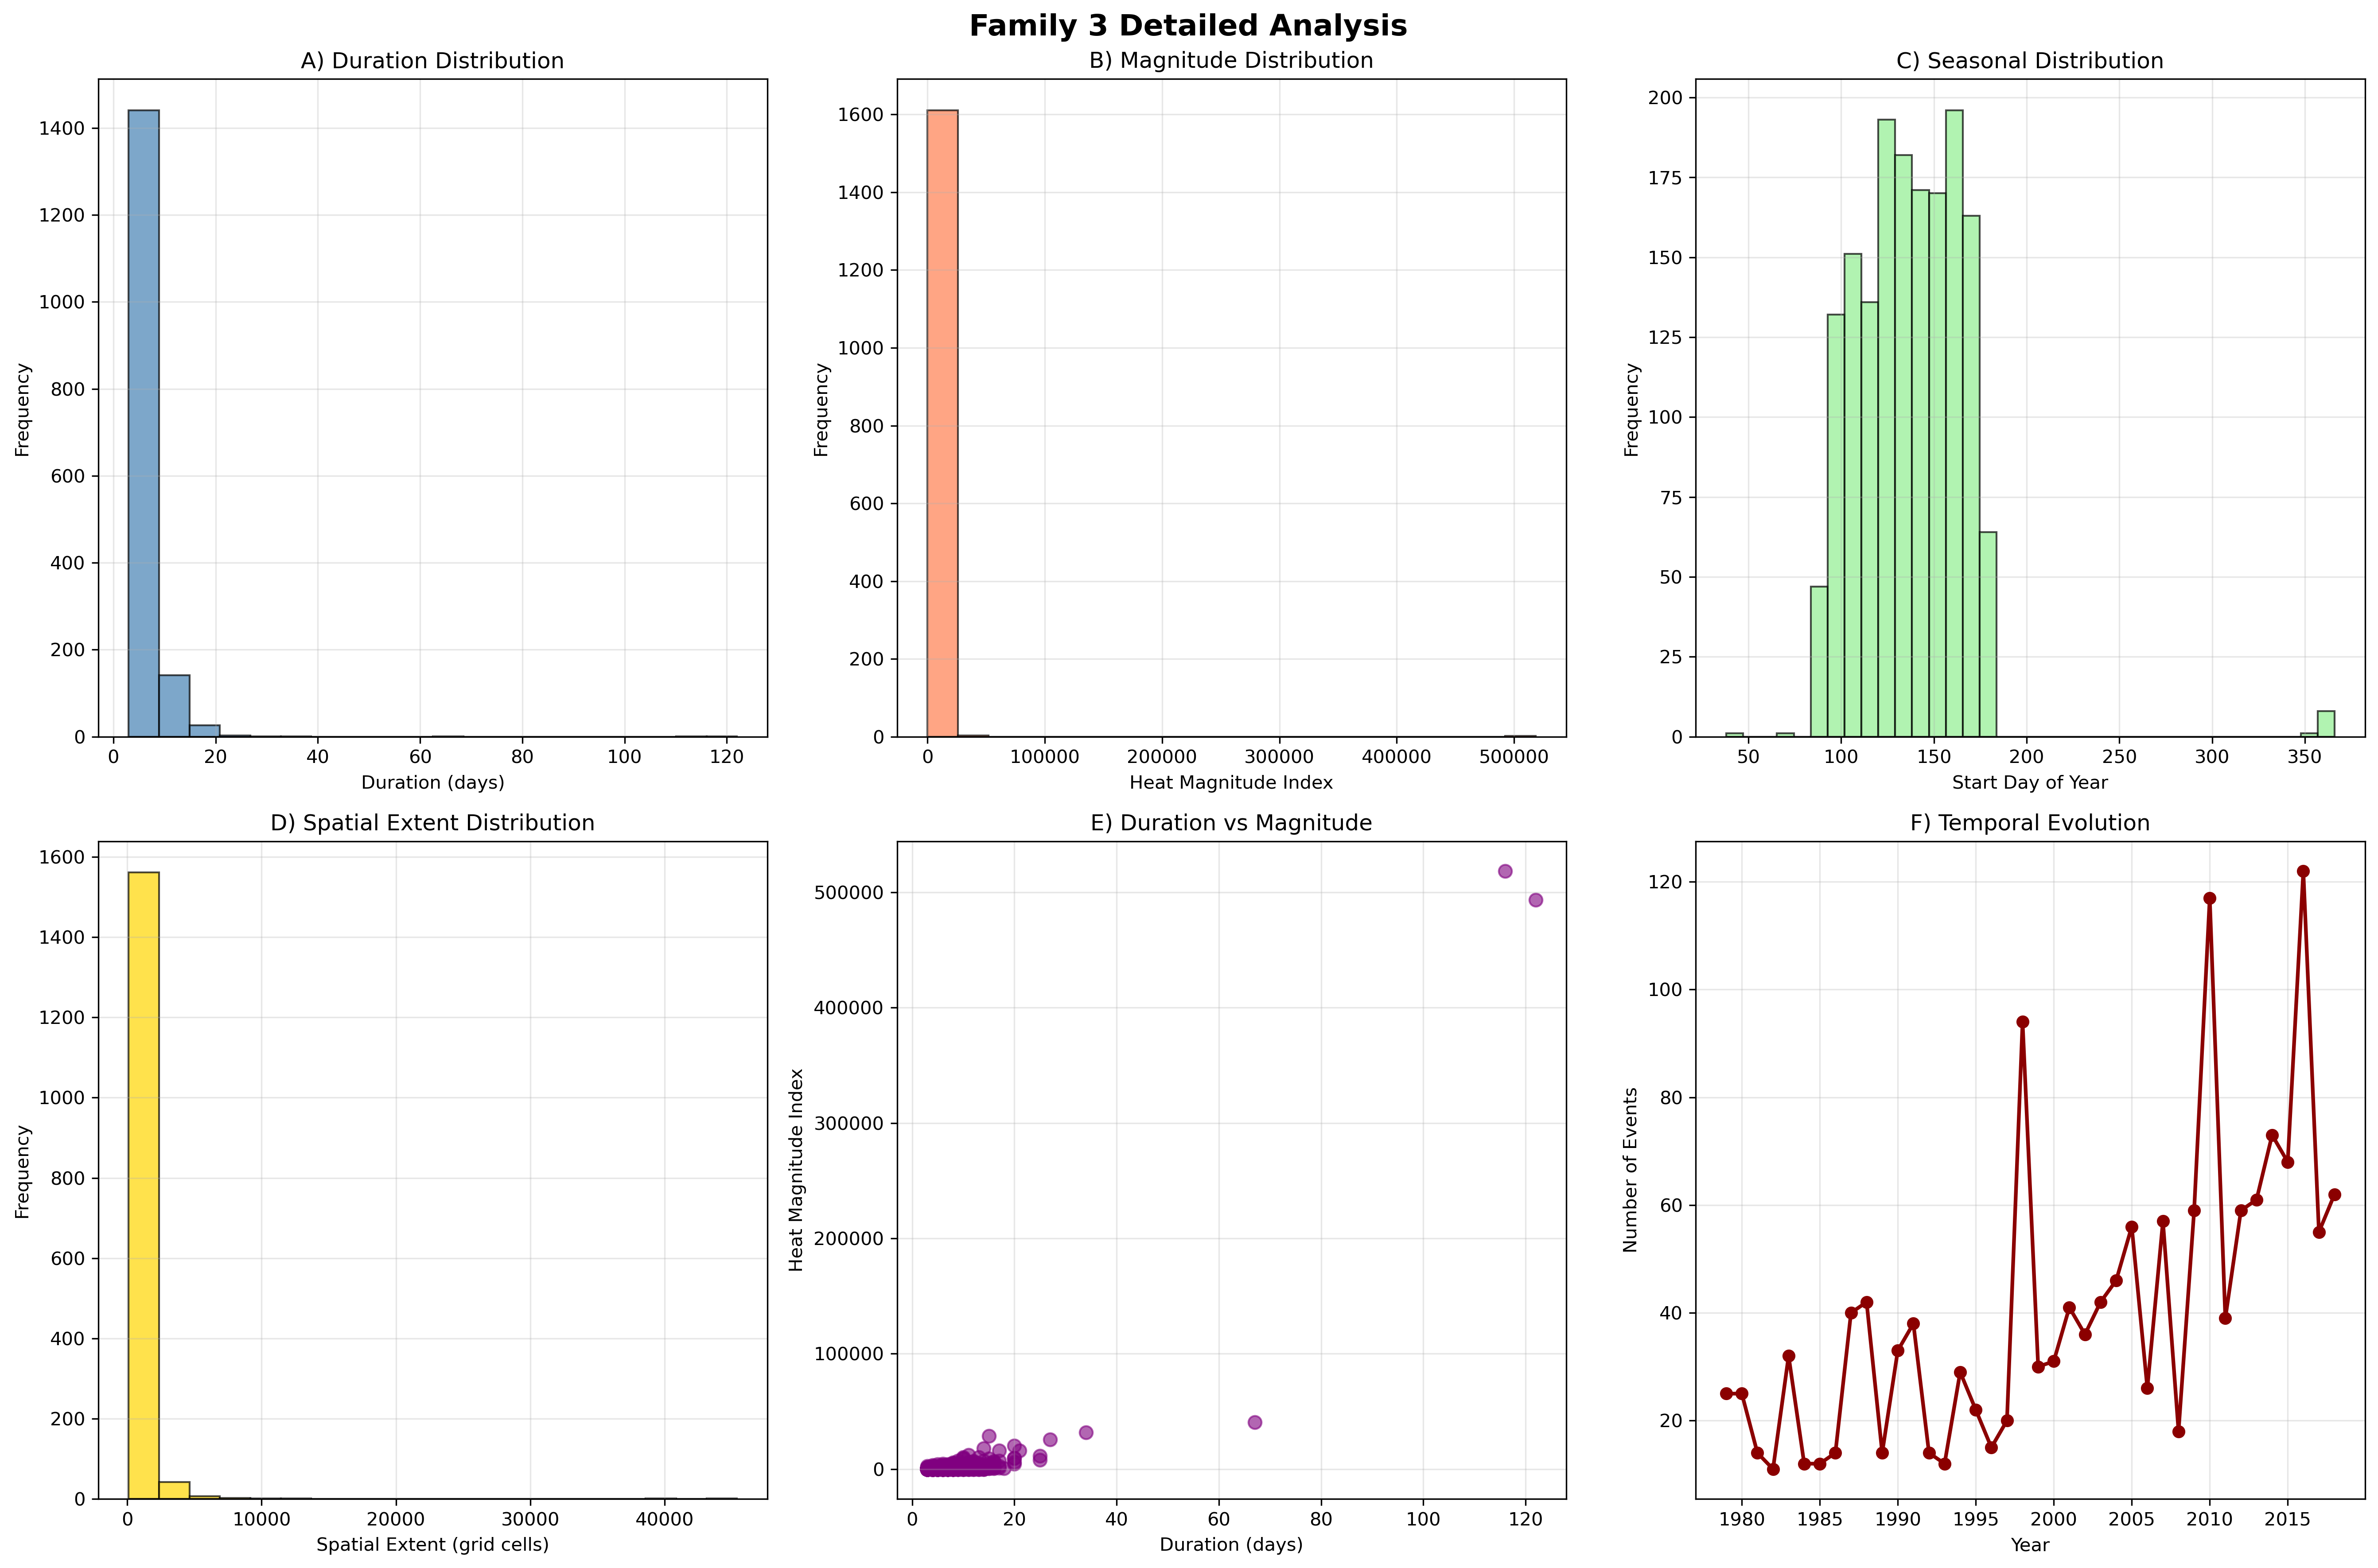 Family 3 Detailed Analysis
A) Duration Distribution
Frequency
1400
1200
1000
800
600
400
200
0
0 20 40 60 80 100 120
Duration (days)
B) Magnitude Distribution
Frequency
1600
1400
1200
1000
800
600
400
200
0
0 100000 200000 300000 400000 500000
Heat Magnitude Index
C) Seasonal Distribution
Frequency
200
175
150
125
100
75
50
25
0
50 100 150 200 250 300 350
Start Day of Year
D) Spatial Extent Distribution
Frequency
1600
1400
1200
1000
800
600
400
200
0
0 10000 20000 30000 40000
Spatial Extent (grid cells)
E) Duration vs Magnitude
Heat Magnitude Index
500000
400000
300000
200000
100000
0
0 20 40 60 80 100 120
Duration (days)
F) Temporal Evolution
Number of Events
120
100
80
60
40
20
1980 1985 1990 1995 2000 2005 2010 2015
Year